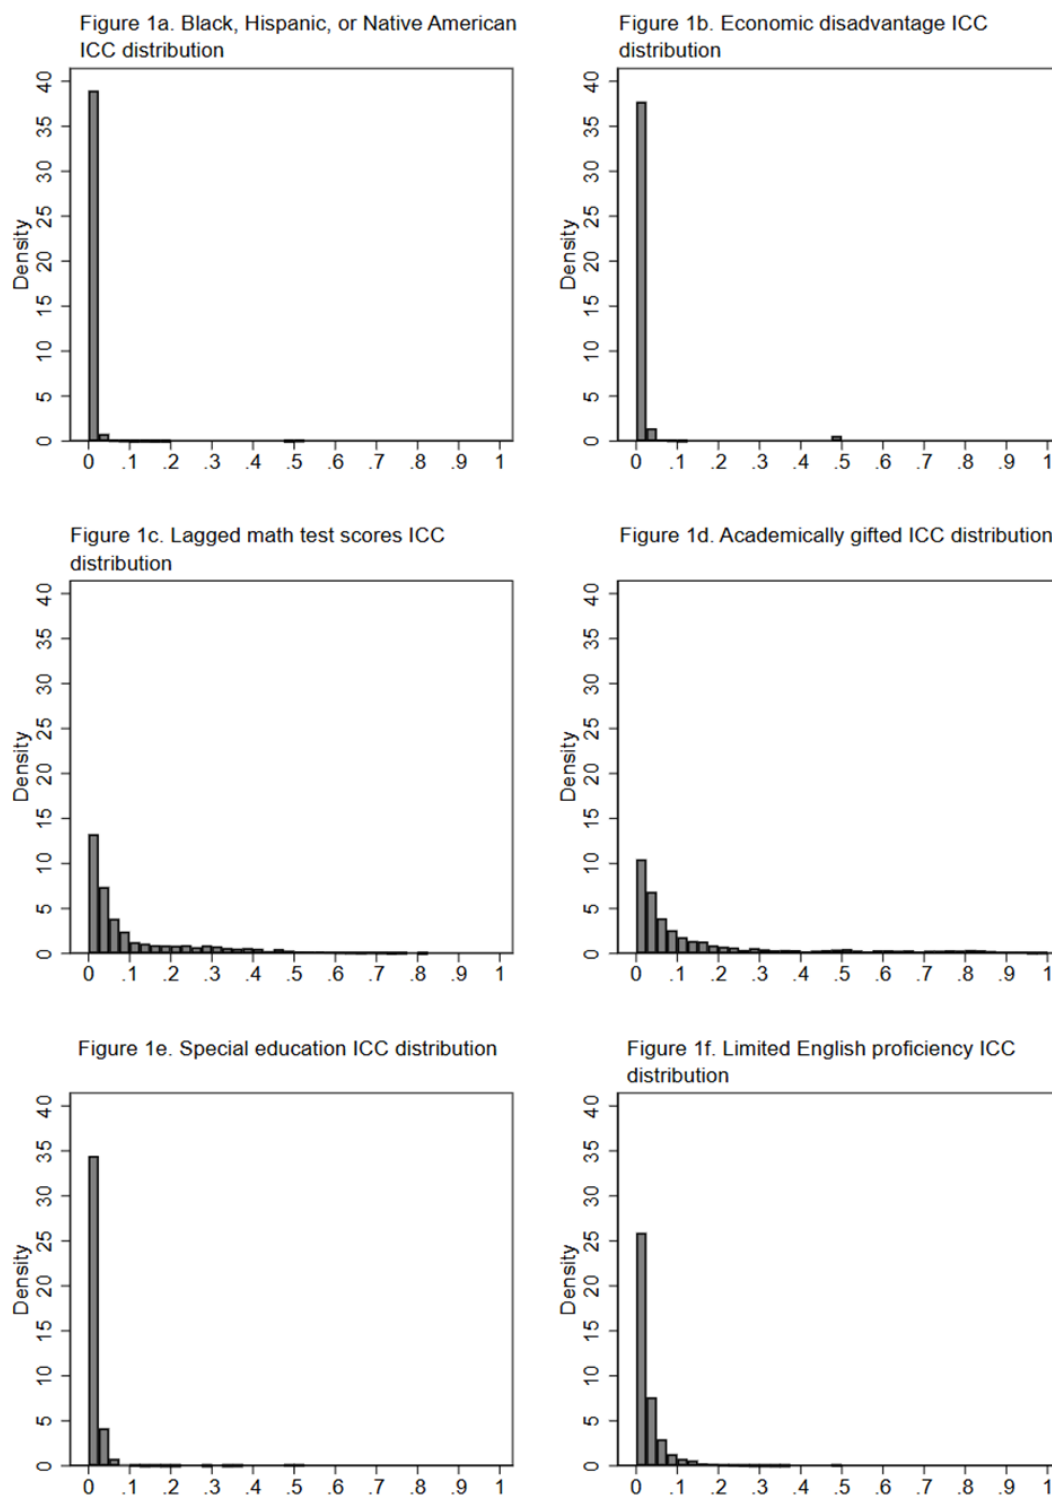 Figure 1a. Black, Hispanic, or Native American
ICC distribution
Density
0 5 10 15 20 25 30 35 40
0 .1 .2 .3 .4 .5 .6 .7 .8 .9 1
Figure 1b. Economic disadvantage ICC
distribution
Density
0 5 10 15 20 25 30 35 40
0 .1 .2 .3 .4 .5 .6 .7 .8 .9 1
Figure 1c. Lagged math test scores ICC
distribution
Density
0 5 10 15 20 25 30 35 40
0 .1 .2 .3 .4 .5 .6 .7 .8 .9 1
Figure 1d. Academically gifted ICC distribution
Density
0 5 10 15 20 25 30 35 40
0 .1 .2 .3 .4 .5 .6 .7 .8 .9 1
Figure 1e. Special education ICC distribution
Density
0 5 10 15 20 25 30 35 40
0 .1 .2 .3 .4 .5 .6 .7 .8 .9 1
Figure 1f. Limited English proficiency ICC
distribution
Density
0 5 10 15 20 25 30 35 40
0 .1 .2 .3 .4 .5 .6 .7 .8 .9 1